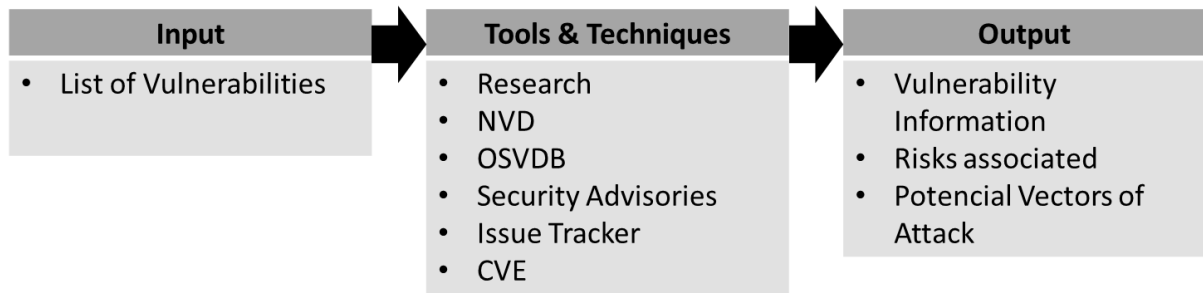 Input
• List of Vulnerabilities
Tools & Techniques
• Research
• NVD
• OSVDB
• Security Advisories
• Issue Tracker
• CVE
Output
• Vulnerability
Information
• Risks associated
• Potencial Vectors of
Attack